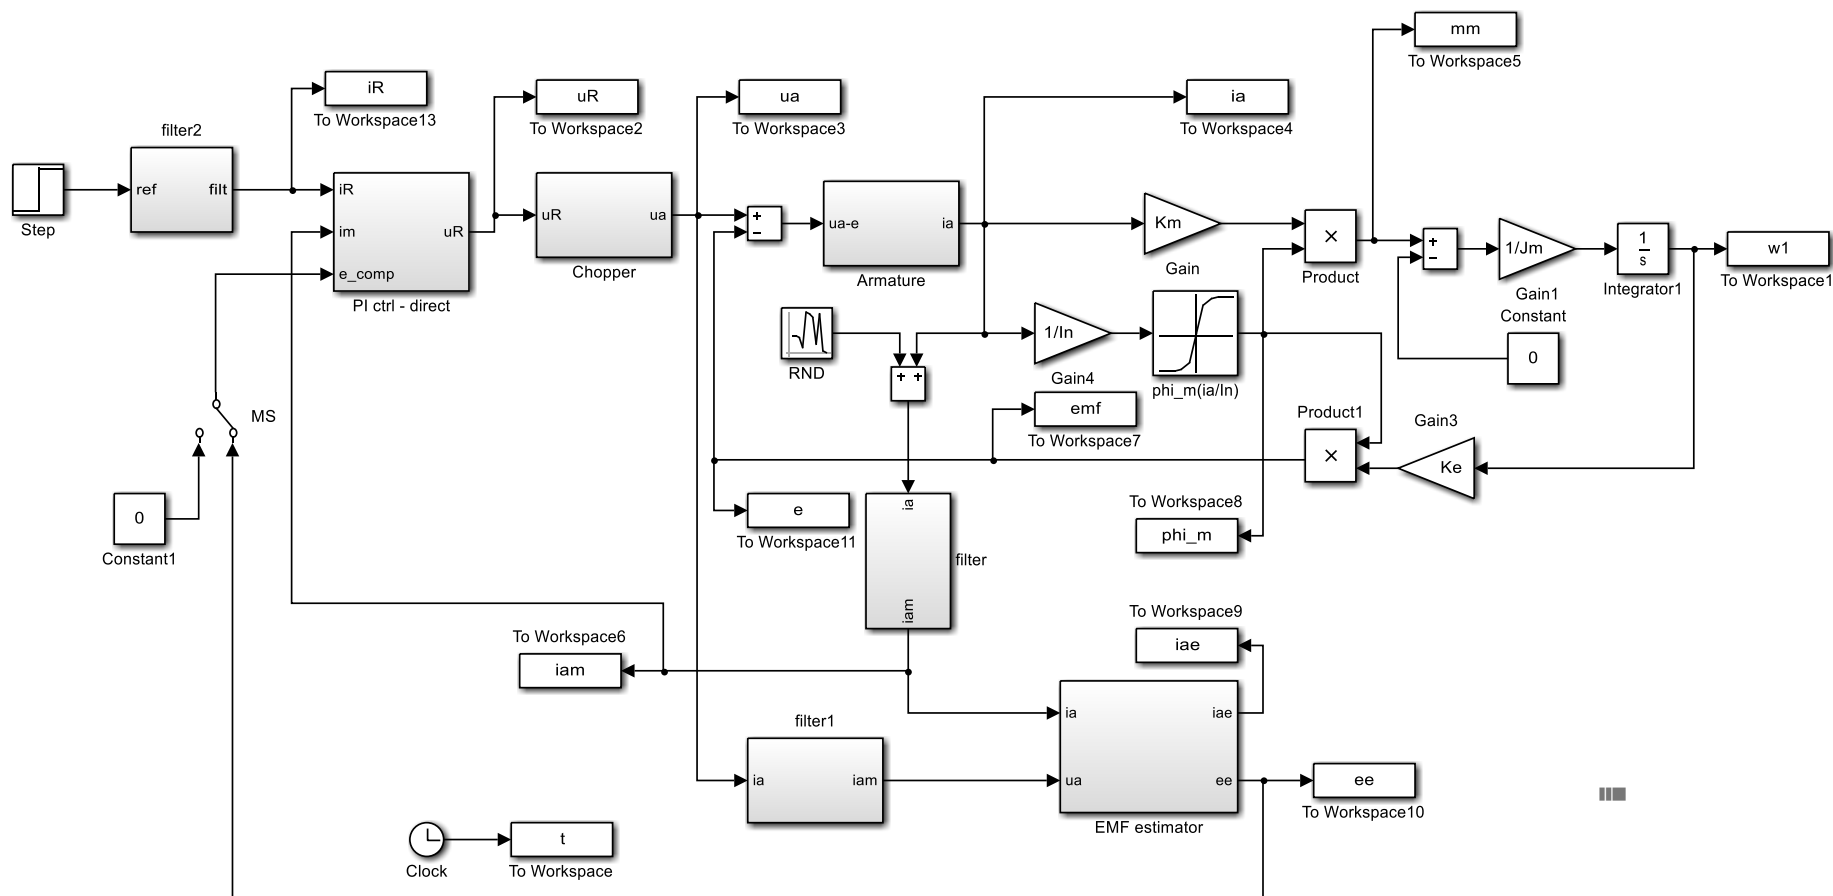 mm
To Workspace5
iR
To Workspace13
uR
To Workspace2
ua
To Workspace3
ia
To Workspace4
filter2
ref filt
Step
iR
im
e_comp
uR
PI ctrl - direct
uR ua
Chopper
+
−
ua-e ia
Armature
Km
Gain
×
Product
+
−
1/Jm
Gain1
1
s
Integrator1
w1
To Workspace1
Constant
0
RND
+ +
1/In
Gain4
phi_m(ia/In)
emf
To Workspace7
Product1
×
Gain3
Ke
MS
0
Constant1
e
To Workspace11
ia
iam
filter
To Workspace8
phi_m
To Workspace6
iam
To Workspace9
iae
filter1
ia iam
ia
ua
iae
ee
EMF estimator
ee
To Workspace10
Clock
t
To Workspace